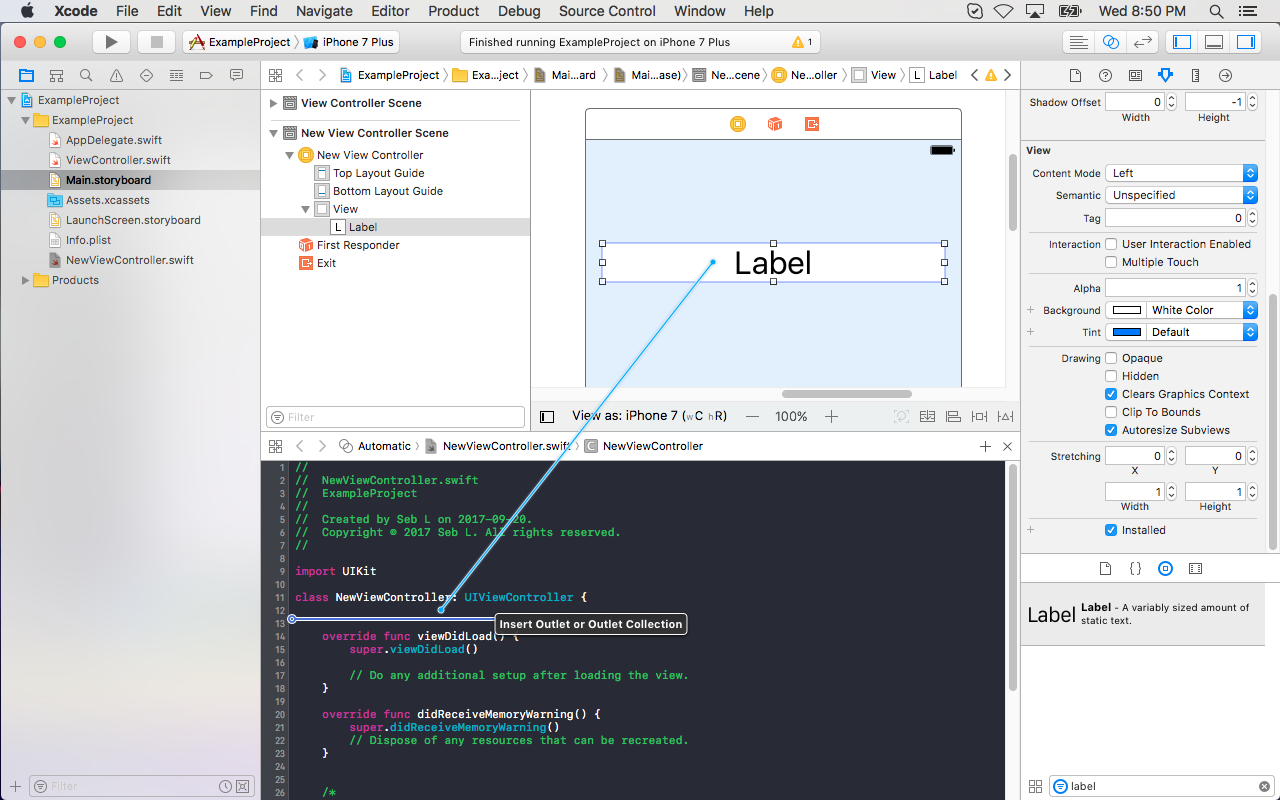 Xcode File Edit View Find Navigate Editor Product Debug Source Control Window Help Wed 8:50 PM
ExampleProject iPhone 7 Plus Finished running ExampleProject on iPhone 7 Plus 1
ExampleProject Exa...ject Mai...ard Mai...ase) Ne...cene) Ne...oller View L Label
ExampleProject
ExampleProject
AppDelegate.swift
ViewController.swift
Main.storyboard
Assets.xcassets
LaunchScreen.storyboard
Info.plist
NewViewController.swift
Products
Filter
View Controller Scene
New View Controller Scene
New View Controller
Top Layout Guide
Bottom Layout Guide
View
L Label
First Responder
Exit
Filter
Label
View as: iPhone 7 (wC hR) 100%
Automatic NewViewController.swift C NewViewController
1 //
2 // NewViewController.swift
3 // ExampleProject
4 //
5 // Created by Seb L on 2017-09-20.
6 // Copyright © 2017 Seb L. All rights reserved.
7 //
8
9 import UIKit
10
11 class NewViewController: UIViewController {
12
13
Insert Outlet or Outlet Collection
14 override func viewDidLoad() {
15 super.viewDidLoad()
16
17 // Do any additional setup after loading the view.
18 }
19
20 override func didReceiveMemoryWarning() {
21 super.didReceiveMemoryWarning()
22 // Dispose of any resources that can be recreated.
23 }
24
25
26 /*
Shadow Offset 0 -1
Width Height
View
Content Mode Left
Semantic Unspecified
Tag 0
Interaction User Interaction Enabled
Multiple Touch
Alpha 1
Background White Color
Tint Default
Drawing Opaque
Hidden
Clears Graphics Context
Clip To Bounds
Autoresize Subviews
Stretching 0 0
X Y
1 1
Width Height
Installed
{}
Label Label - A variably sized amount of
static text.
label